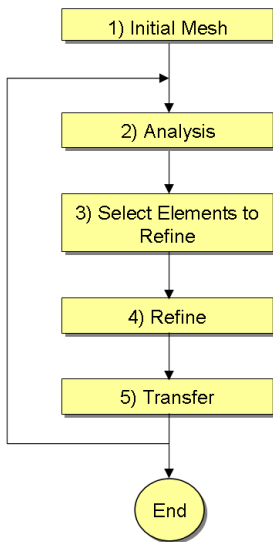 1) Initial Mesh
2) Analysis
3) Select Elements to
Refine
4) Refine
5) Transfer
End